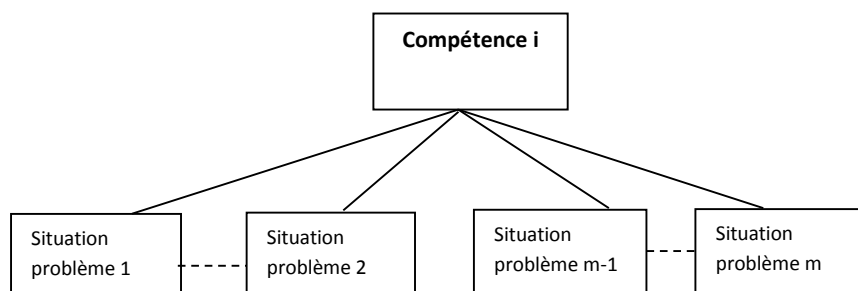 Compétence i
Situation
problème 1
Situation
problème 2
Situation
problème m-1
Situation
problème m